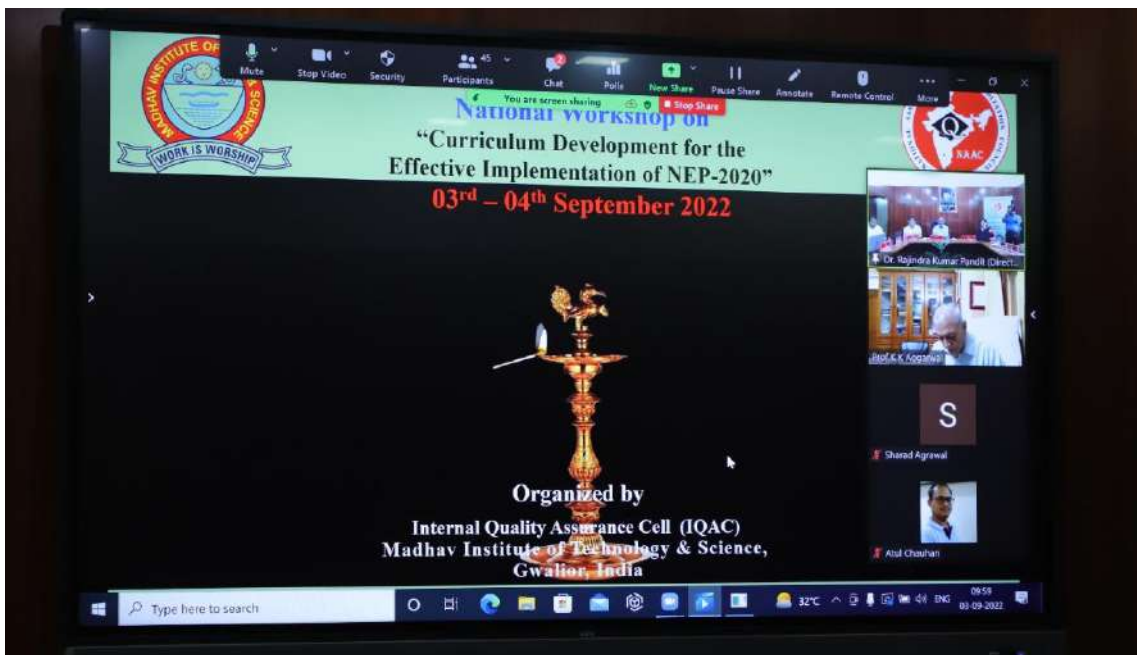 MADHAV INSTITUTE OF
& SCIENCE
WORK IS WORSHIP
Mute
Stop Video
Security
Participants
45
Chat
2
Polls
New Share
Pause Share
Annotate
Remote Control
More
You are screen sharing
Stop Share
National Workshop on
“Curriculum Development for the
Effective Implementation of NEP-2020”
03rd – 04th September 2022
NAAC
Dr. Rajindra Kumar Pandit (Direct...
S
Sharad Agrawal
Atul Chauhan
Organized by
Internal Quality Assurance Cell (IQAC)
Madhav Institute of Technology & Science,
Gwalior, India
Type here to search
32°C
ENG
09:59
03-09-2022